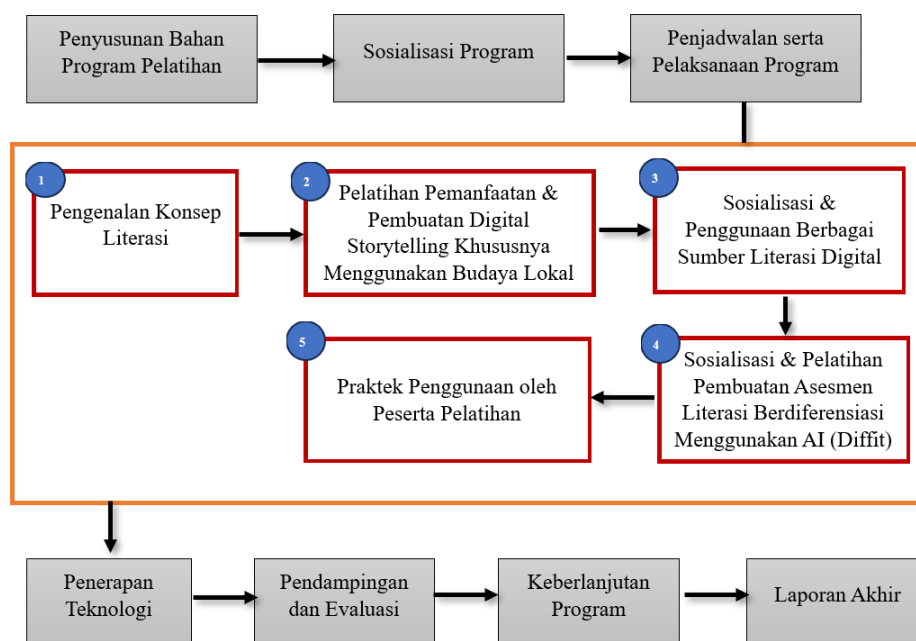 Penyusunan Bahan
Program Pelatihan
Sosialisasi Program
Penjadwalan serta
Pelaksanaan Program
1
Pengenalan Konsep
Literasi
2
Pelatihan Pemanfaatan &
Pembuatan Digital
Storytelling Khususnya
Menggunakan Budaya Lokal
3
Sosialisasi &
Penggunaan Berbagai
Sumber Literasi Digital
4
Sosialisasi & Pelatihan
Pembuatan Asesmen
Literasi Berdiferensiasi
Menggunakan AI (Diffit)
5
Praktek Penggunaan oleh
Peserta Pelatihan
Penerapan
Teknologi
Pendampingan
dan Evaluasi
Keberlanjutan
Program
Laporan Akhir